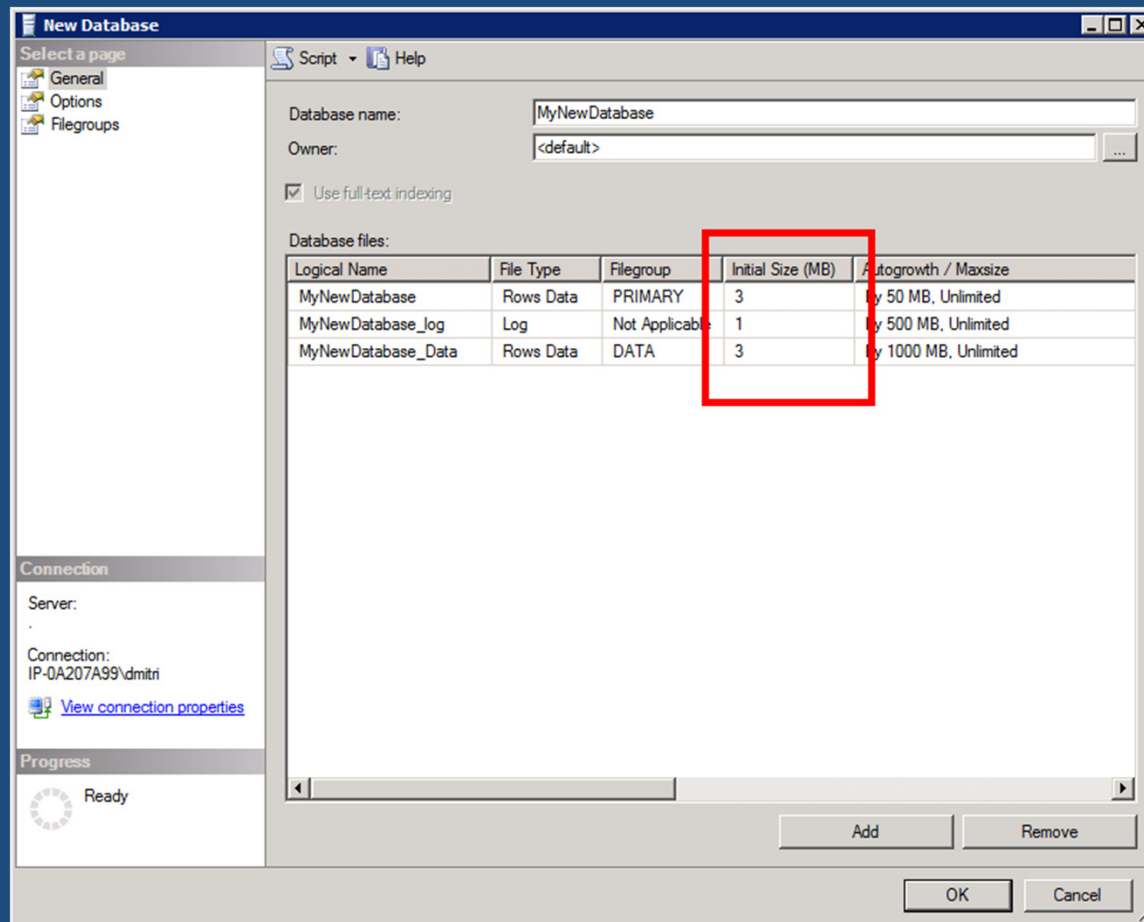 New Database
Select a page
General
Options
Filegroups
Script Help
Database name: MyNewDatabase
Owner: <default> ...
Use full-text indexing
Database files:
Logical Name File Type Filegroup Initial Size (MB) Autogrowth / Maxsize
MyNewDatabase Rows Data PRIMARY 3 By 50 MB, Unlimited
MyNewDatabase_log Log Not Applicable 1 By 500 MB, Unlimited
MyNewDatabase_Data Rows Data DATA 3 By 1000 MB, Unlimited
Connection
Server:
.
Connection:
IP-0A207A99\dmitri
View connection properties
Progress
Ready
Add Remove
OK Cancel